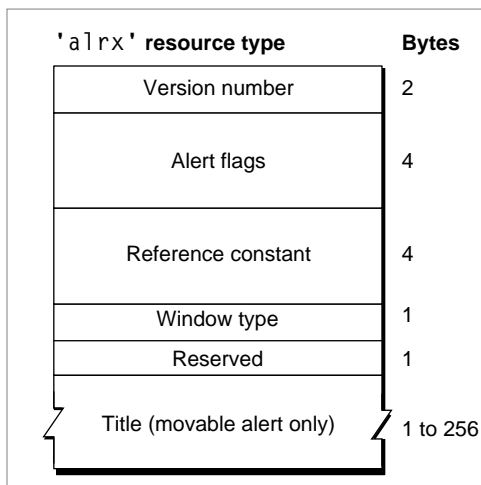 'alrx' resource type Bytes
Version number 2
Alert flags 4
Reference constant 4
Window type 1
Reserved 1
Title (movable alert only) 1 to 256